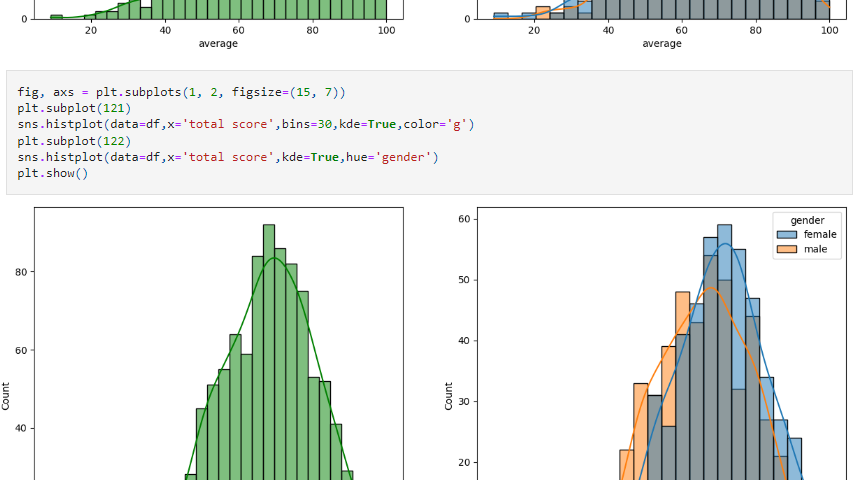 0
20
40
60
80
100
average
0
20
40
60
80
100
average
fig, axs = plt.subplots(1, 2, figsize=(15, 7))
plt.subplot(121)
sns.histplot(data=df,x='total score',bins=30,kde=True,color='g')
plt.subplot(122)
sns.histplot(data=df,x='total score',kde=True,hue='gender')
plt.show()
80
60
40
Count
60
50
40
30
20
Count
gender
female
male